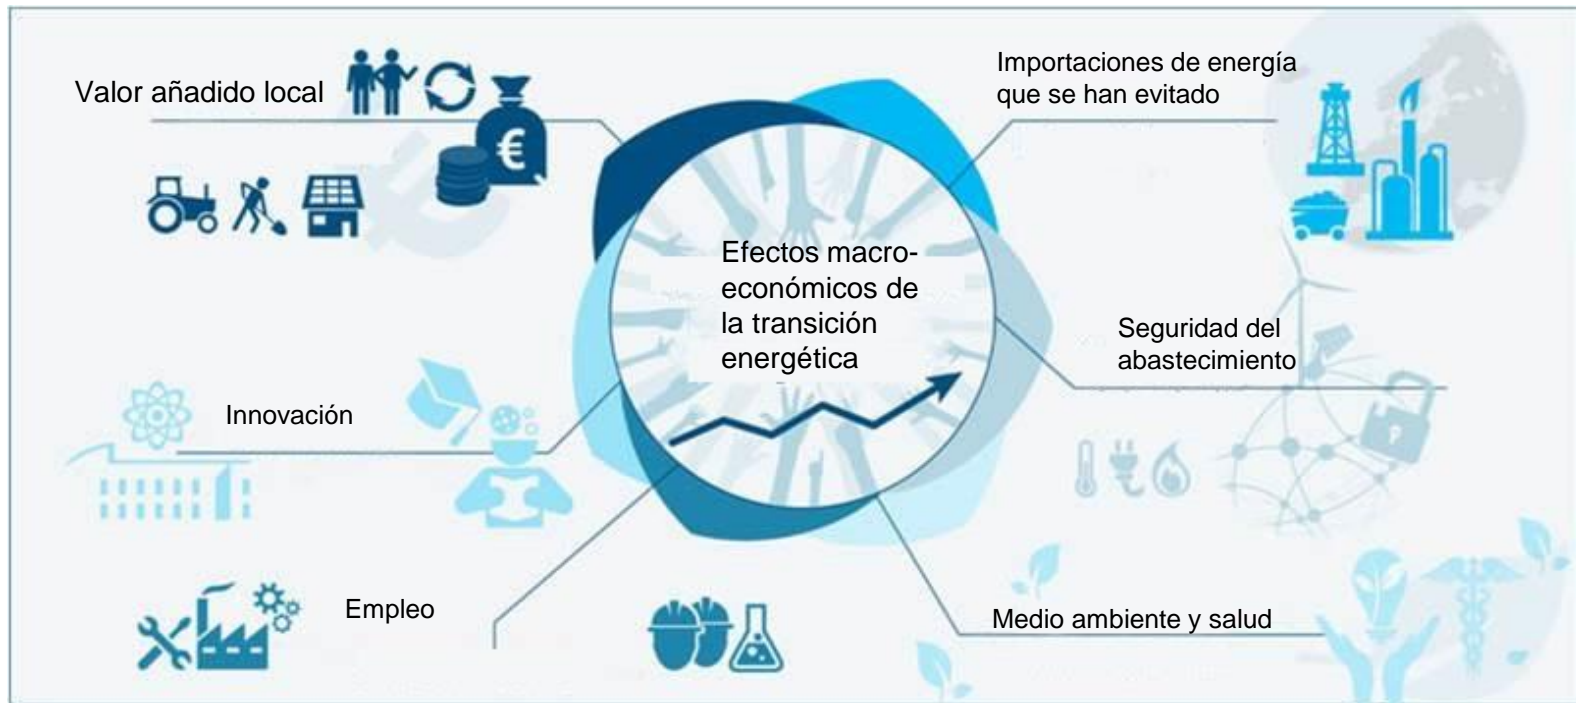 Valor añadido local
Importaciones de energía
que se han evitado
Efectos macro-
económicos de
la transición
energética
Seguridad del
abastecimiento
Innovación
Empleo
Medio ambiente y salud
€